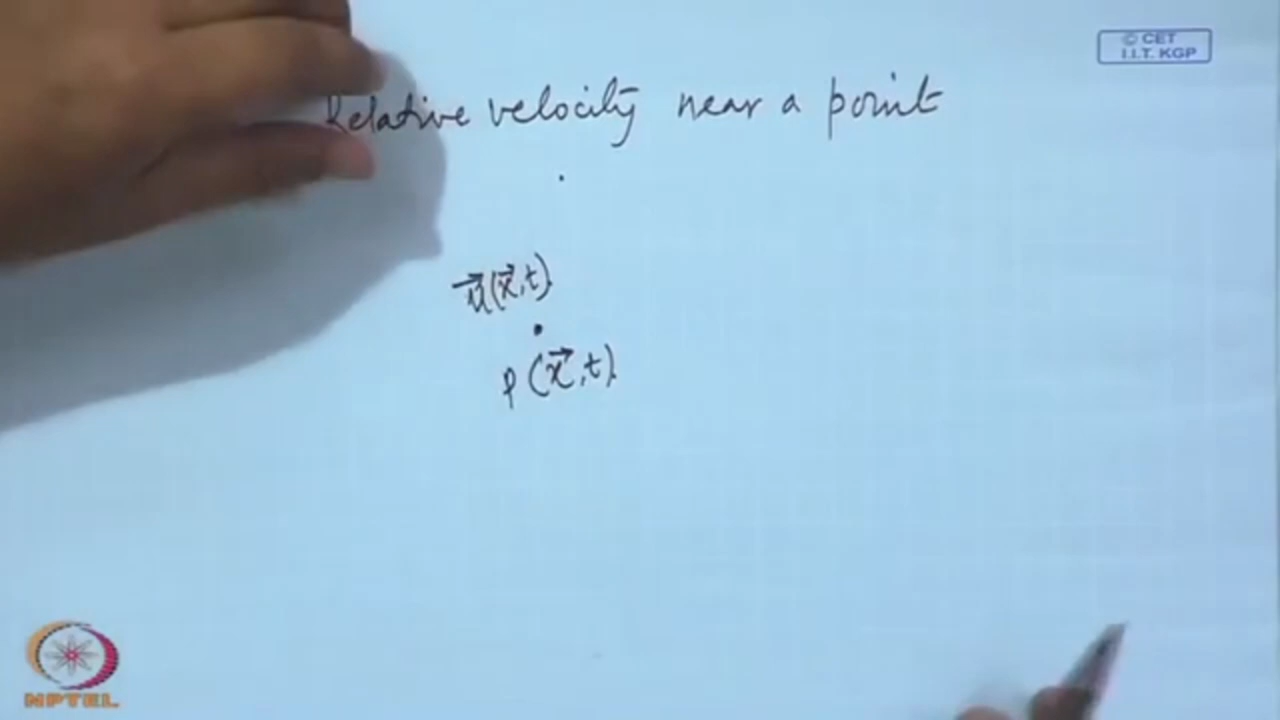 © CET
I.I.T. KGP
Relative velocity near a point
u⃗(x⃗,t)
P(x⃗,t)
NPTEL